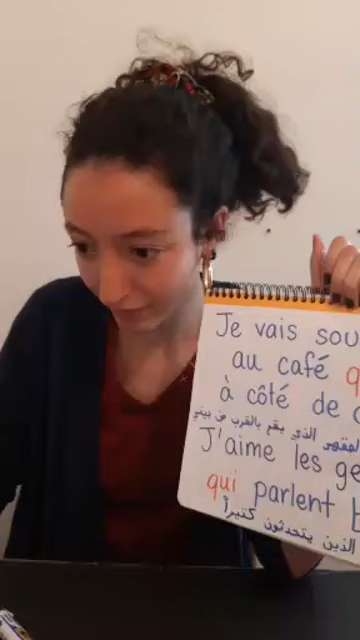 Je vais sou
au café q
à côté de c
المقهى الذي يقع بالقرب من بيتي
J'aime les ge
qui parlent b
الذين يتحدثون كثيراً